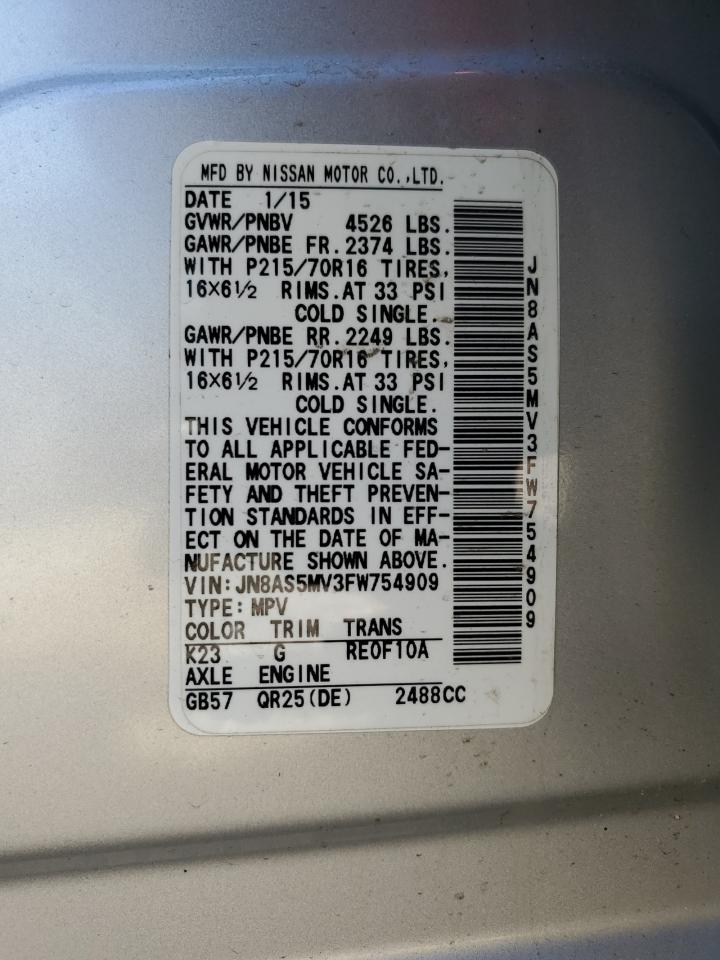 MFD BY NISSAN MOTOR CO.,LTD.
DATE 1/15
GVWR/PNBV 4526 LBS.
GAWR/PNBE FR.2374 LBS.
WITH P215/70R16 TIRES,
16×6½ RIMS.AT 33 PSI
COLD SINGLE.
GAWR/PNBE RR.2249 LBS.
WITH P215/70R16 TIRES,
16×6½ RIMS.AT 33 PSI
COLD SINGLE.
THIS VEHICLE CONFORMS
TO ALL APPLICABLE FED-
ERAL MOTOR VEHICLE SA-
FETY AND THEFT PREVEN-
TION STANDARDS IN EFF-
ECT ON THE DATE OF MA-
NUFACTURE SHOWN ABOVE.
VIN: JN8AS5MV3FW754909
TYPE: MPV
COLOR TRIM TRANS
K23 G RE0F10A
AXLE ENGINE
GB57 QR25(DE) 2488CC
JN8AS5MV3FW754909